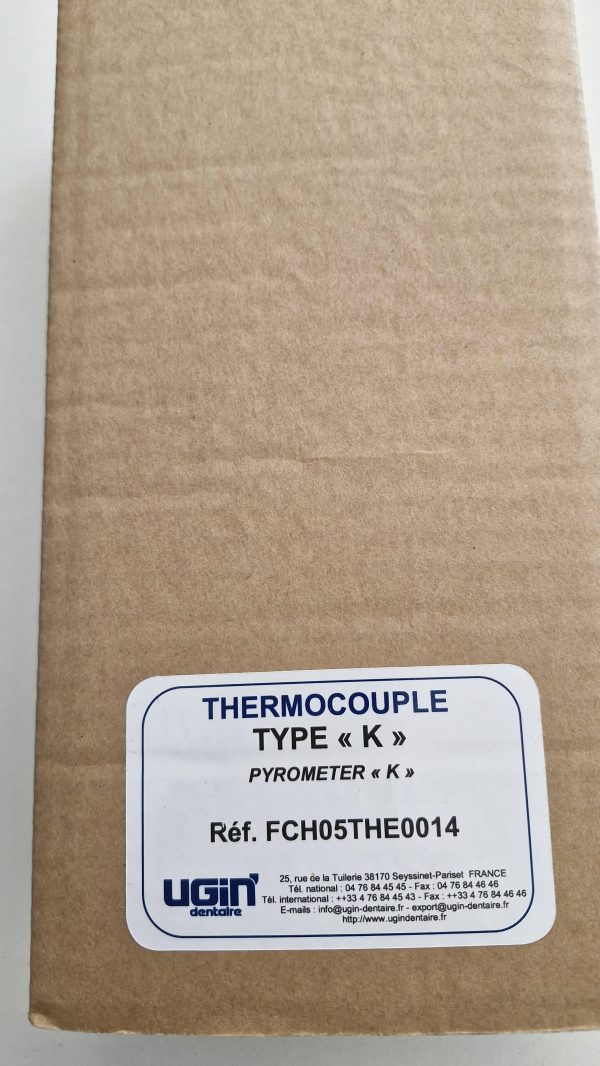 THERMOCOUPLE
TYPE « K »
PYROMETER « K »
Réf. FCH05THE0014
UGiN
dentaire
25, rue de la Tuilerie 38170 Seyssinet-Pariset FRANCE
Tél. national : 04 76 84 45 45 - Fax : 04 76 84 46 46
Tél. international : ++33 4 76 84 45 43 - Fax : ++33 4 76 84 46 46
E-mails : info@ugin-dentaire.fr - export@ugin-dentaire.fr
http://www.ugindentaire.fr